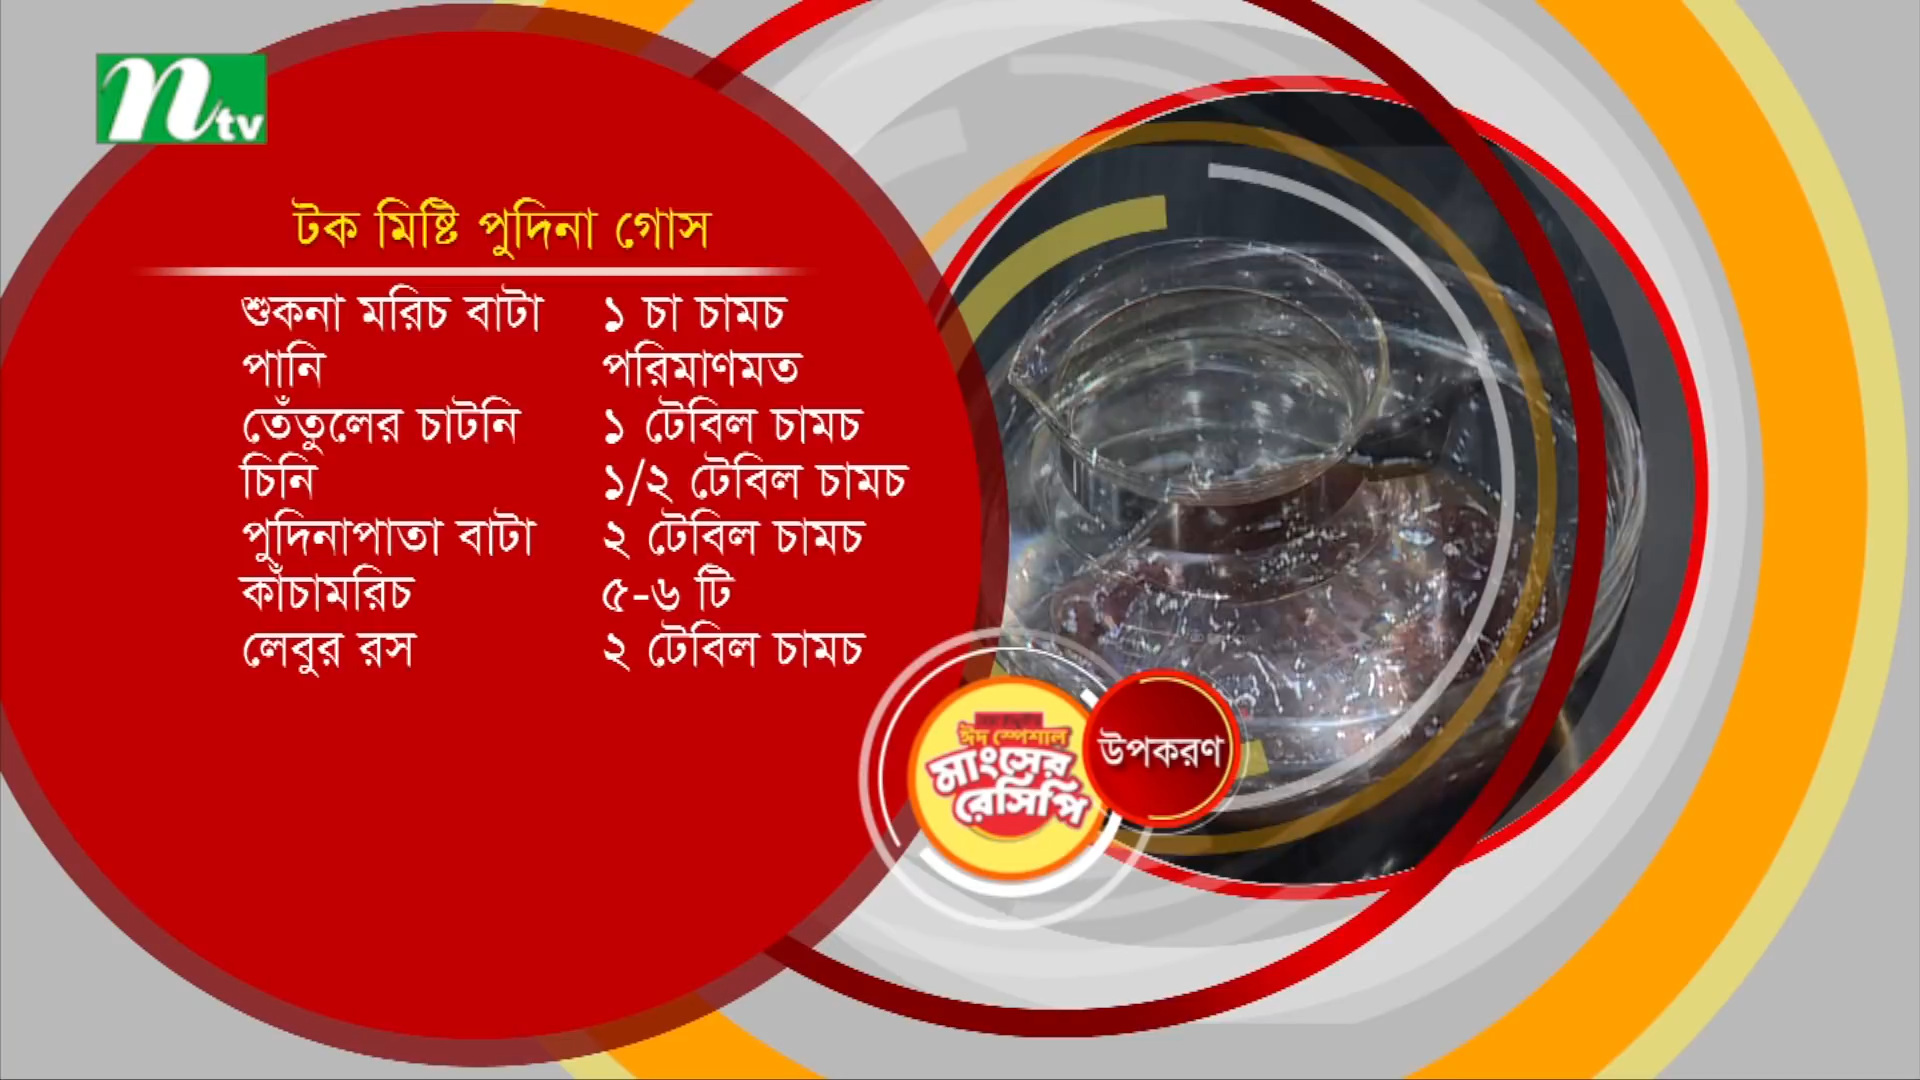 ntv
টক মিষ্টি পুদিনা গোস
শুকনা মরিচ বাটা ১ চা চামচ
পানি পরিমাণমত
তেঁতুলের চাটনি ১ টেবিল চামচ
চিনি ১/২ টেবিল চামচ
পুদিনাপাতা বাটা ২ টেবিল চামচ
কাঁচামরিচ ৫-৬ টি
লেবুর রস ২ টেবিল চামচ
ঈদ স্পেশাল
মাংসের
রেসিপি
উপকরণ